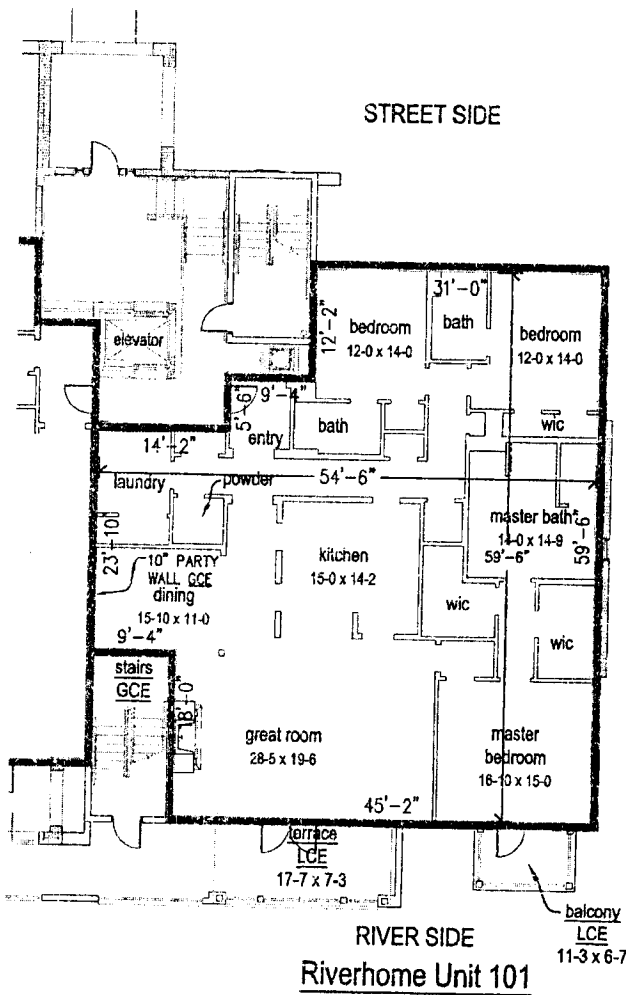 STREET SIDE
31'-0"
bedroom
12-0 x 14-0
bath
bedroom
12-0 x 14-0
12'-2"
elevator
9'-4"
5'-6"
entry
bath
wic
14'-2"
54'-6"
laundry
powder
master bath*
14-0 x 14-9
59'-6"
59'-6
kitchen
15-0 x 14-2
23'-10
10" PARTY
WALL GCE
dining
15-10 x 11-0
wic
wic
9'-4"
stairs
GCE
18'-0"
great room
28-5 x 19-6
master
bedroom
16-10 x 15-0
45'-2"
terrace
LCE
17-7 x 7-3
balcony
LCE
11-3 x 6-7
RIVER SIDE
Riverhome Unit 101